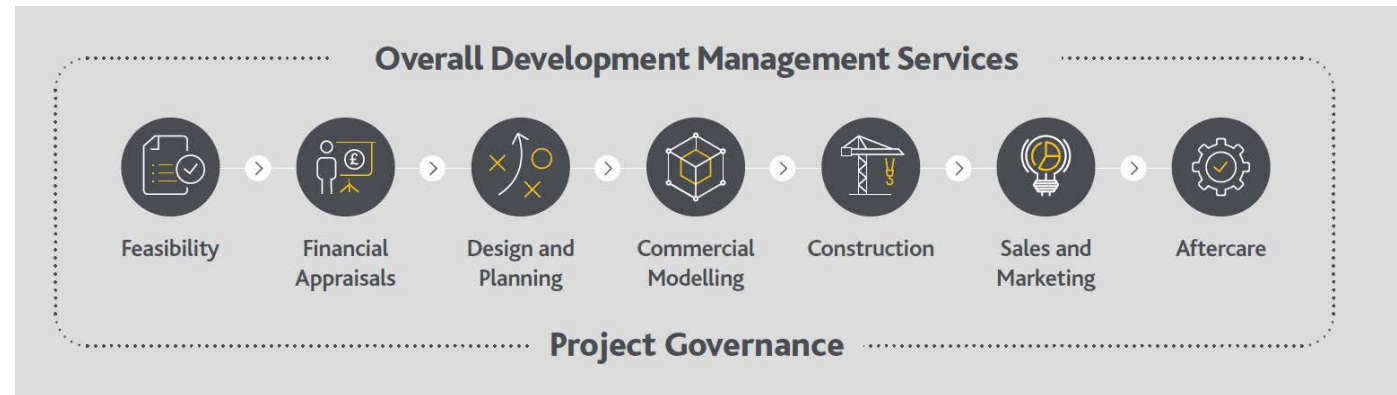 Overall Development Management Services
£
Feasibility
Financial
Appraisals
Design and
Planning
Commercial
Modelling
Construction
Sales and
Marketing
Aftercare
Project Governance